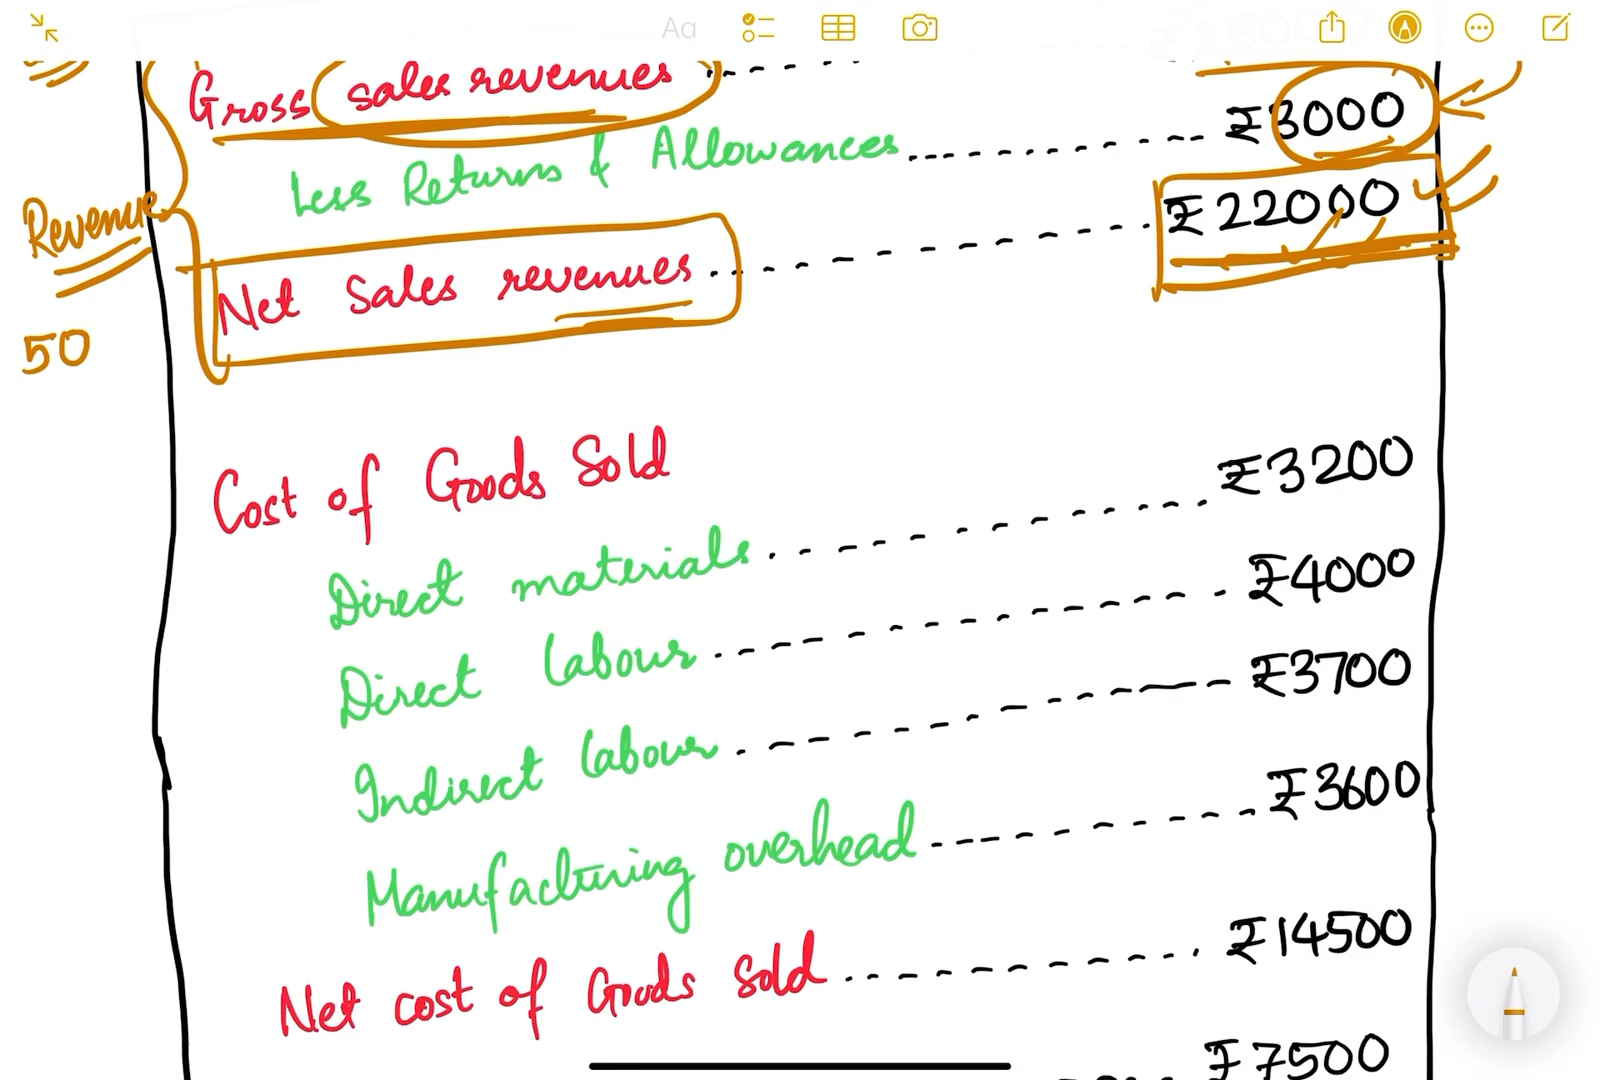 Aa
₹25000
Gross sales revenues
Less Returns & Allowances ₹3000
Revenue
Net Sales revenues ₹22000
50
Cost of Goods Sold
Direct materials ₹3200
Direct labour ₹4000
Indirect labour ₹3700
Manufacturing overhead ₹3600
Net cost of Goods Sold ₹14500
₹7500